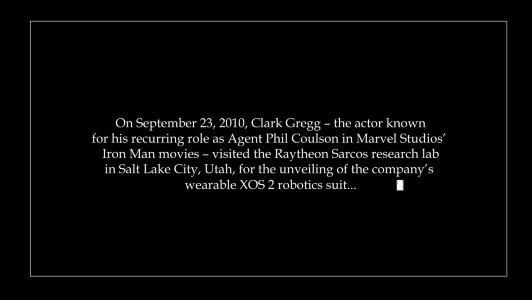 On September 23, 2010, Clark Gregg – the actor known
for his recurring role as Agent Phil Coulson in Marvel Studios’
Iron Man movies – visited the Raytheon Sarcos research lab
in Salt Lake City, Utah, for the unveiling of the company’s
wearable XOS 2 robotics suit...